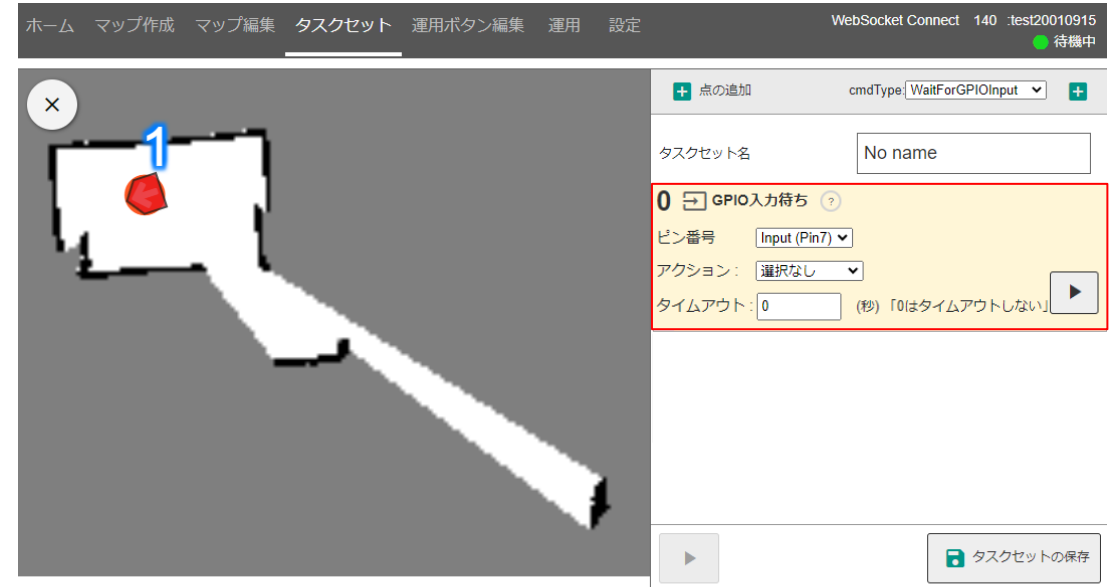 ホーム マップ作成 マップ編集 タスクセット 運用ボタン編集 運用 設定
WebSocket Connect 140 :test20010915
待機中
点の追加 cmdType: WaitForGPIOInput
タスクセット名 No name
0 GPIO入力待ち ?
ピン番号 Input (Pin7)
アクション : 選択なし
タイムアウト : 0 (秒) 「0はタイムアウトしない」
1
タスクセットの保存